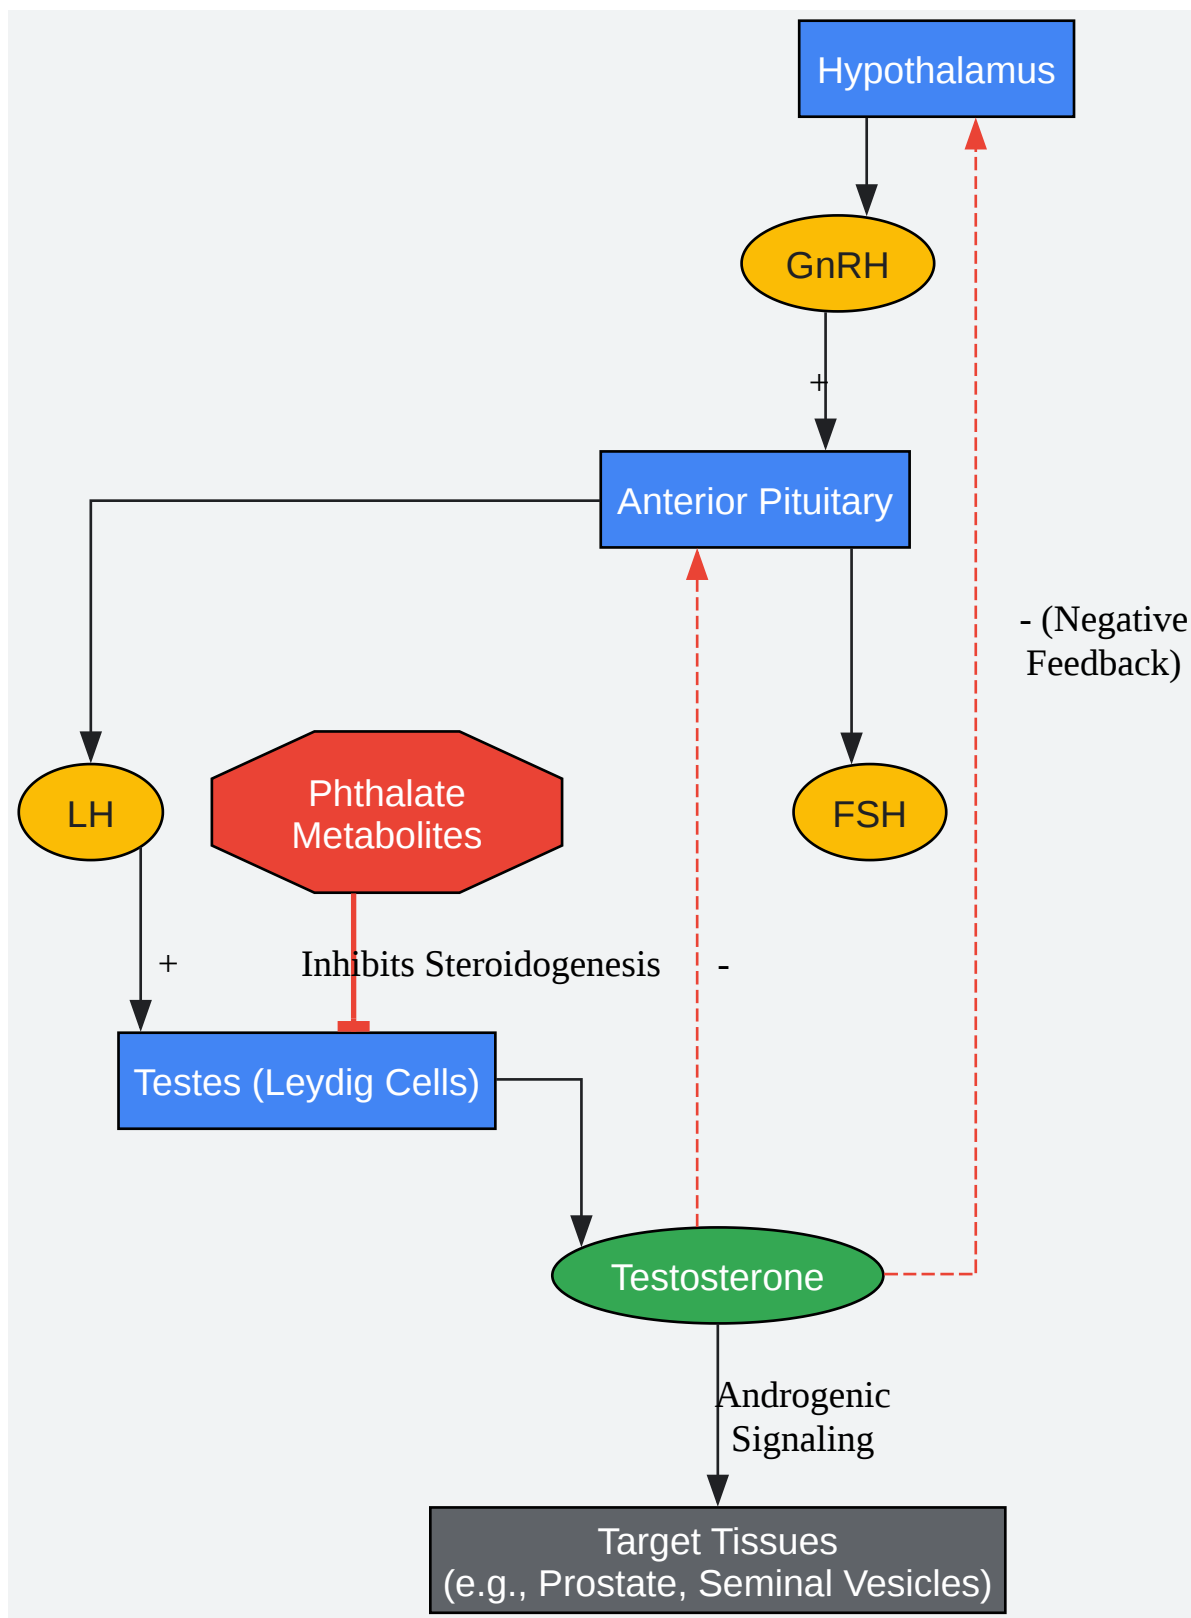 Hypothalamus
GnRH
+
Anterior Pituitary
- (Negative
Feedback)
LH
Phthalate
Metabolites
FSH
+
Inhibits Steroidogenesis
-
Testes (Leydig Cells)
Testosterone
Androgenic
Signaling
Target Tissues
(e.g., Prostate, Seminal Vesicles)